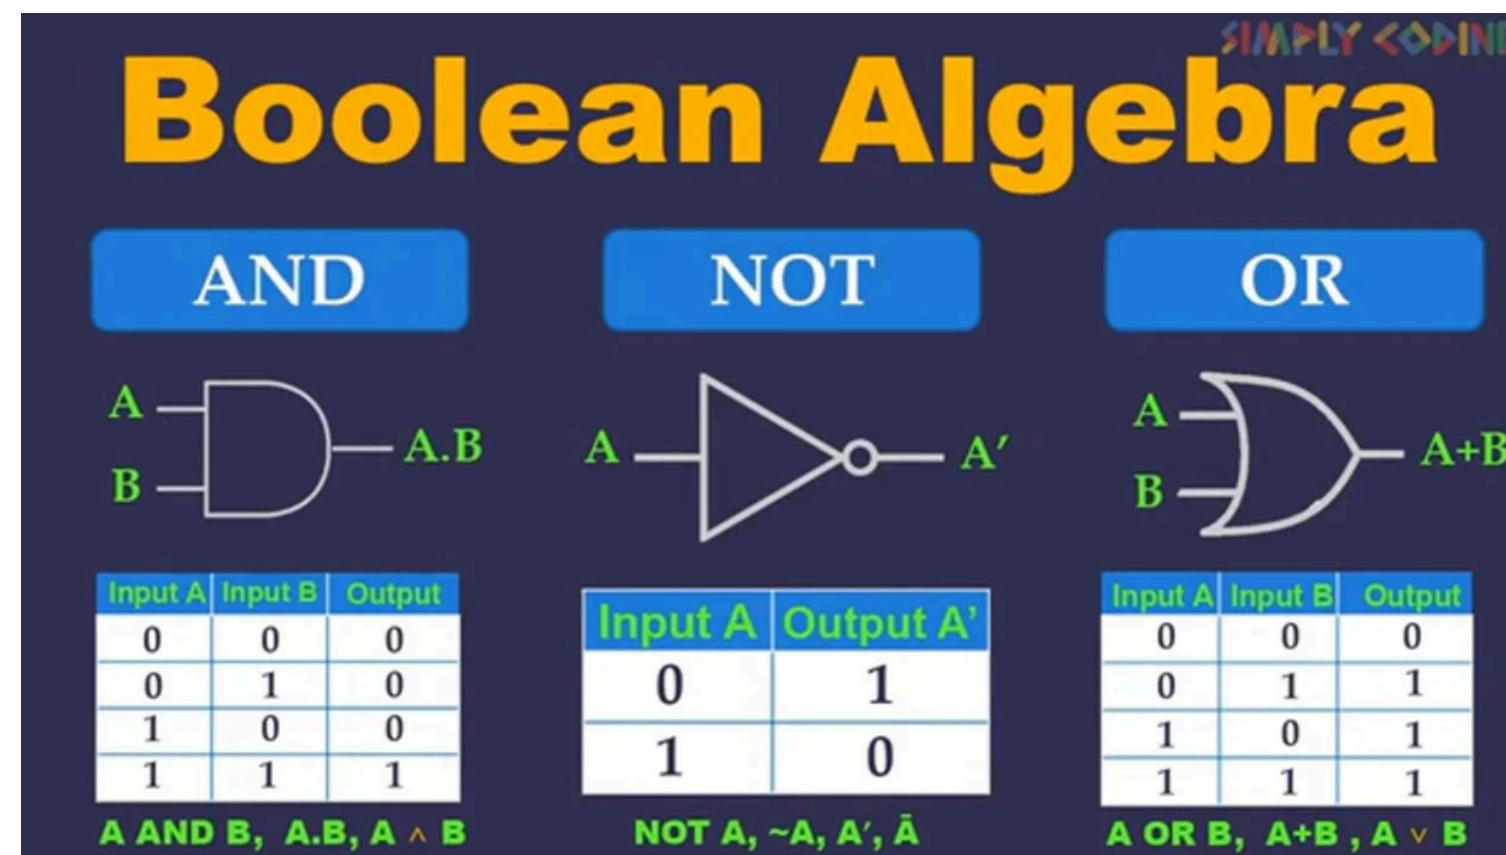 SIMPLY CODIN
Boolean Algebra
AND
NOT
OR
A
B
A.B
A
A′
A
B
A+B
Input A Input B Output
0 0 0
0 1 0
1 0 0
1 1 1
A AND B, A.B, A ∧ B
Input A Output A’
0 1
1 0
NOT A, ~A, A′, Ā
Input A Input B Output
0 0 0
0 1 1
1 0 1
1 1 1
A OR B, A+B , A ∨ B